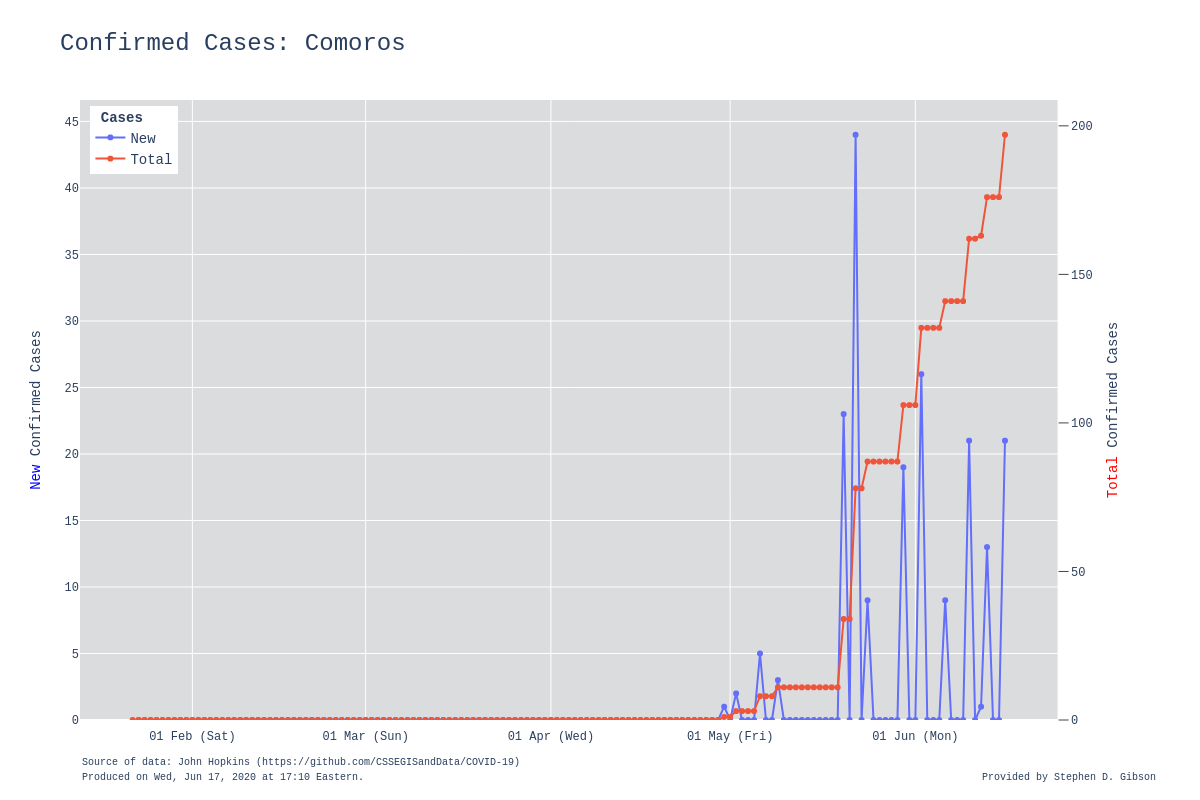 Confirmed Cases: Comoros
Cases
New
Total
45
40
35
30
25
20
15
10
5
0
200
150
100
50
0
New Confirmed Cases
Total Confirmed Cases
01 Feb (Sat)
01 Mar (Sun)
01 Apr (Wed)
01 May (Fri)
01 Jun (Mon)
Source of data: John Hopkins (https://github.com/CSSEGISandData/COVID-19)
Produced on Wed, Jun 17, 2020 at 17:10 Eastern.
Provided by Stephen D. Gibson